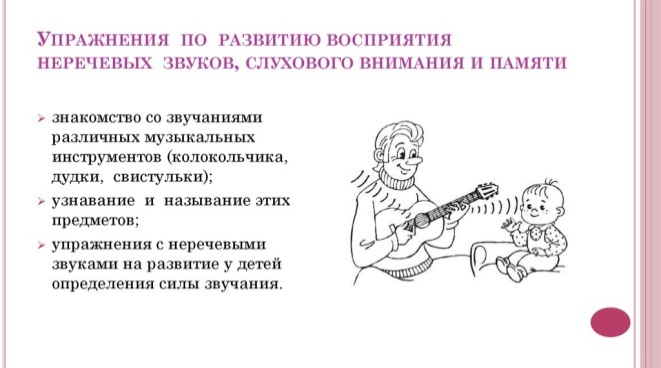 Упражнения по развитию восприятия
неречевых звуков, слухового внимания и памяти
знакомство со звучаниями
различных музыкальных
инструментов (колокольчика,
дудки, свистульки);
узнавание и называние этих
предметов;
упражнения с неречевыми
звуками на развитие у детей
определения силы звучания.